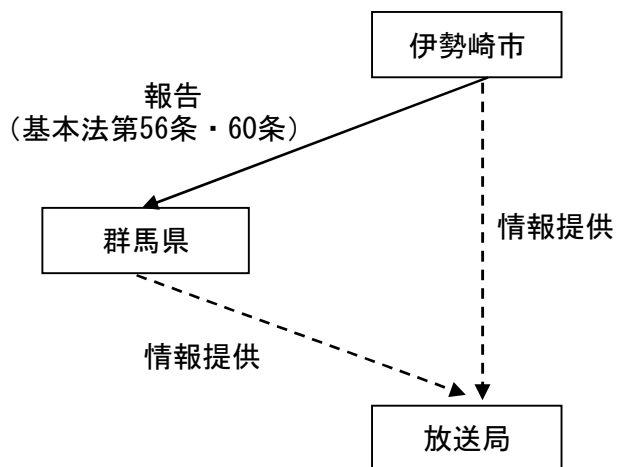 伊勢崎市
報告
（基本法第56条・60条）
群馬県
情報提供
情報提供
放送局